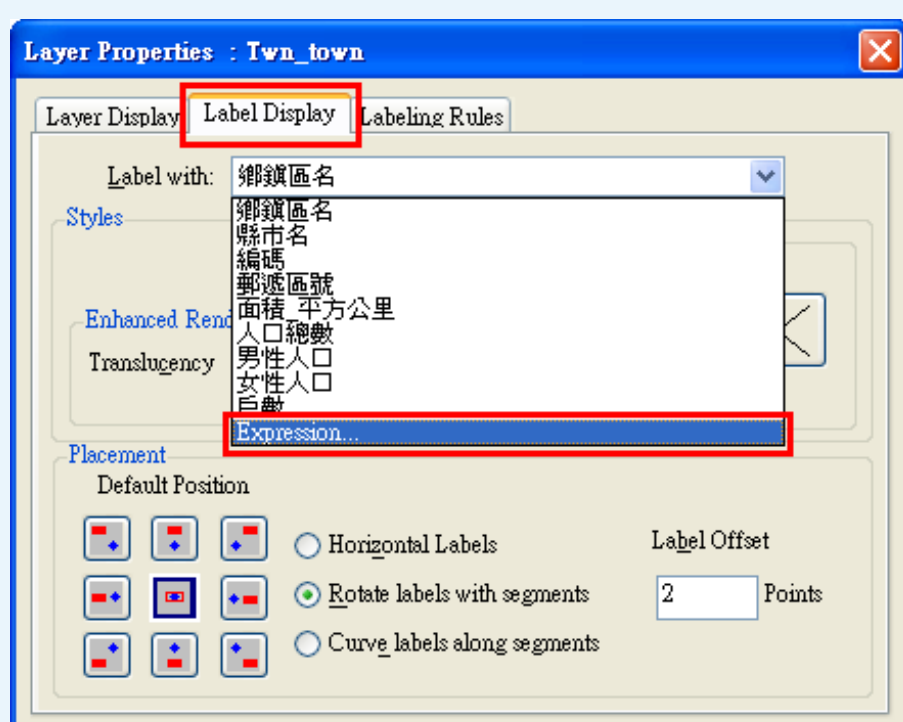 Layer Properties : Twn_town
Layer Display Label Display Labeling Rules
Label with: 鄉鎮區名
Styles
鄉鎮區名
縣市名
編碼
郵遞區號
面積_平方公里
人口總數
男性人口
女性人口
戶數
Expression...
Enhanced Rend
Translucency
Placement
Default Position
Horizontal Labels
Label Offset
Rotate labels with segments
2 Points
Curve labels along segments